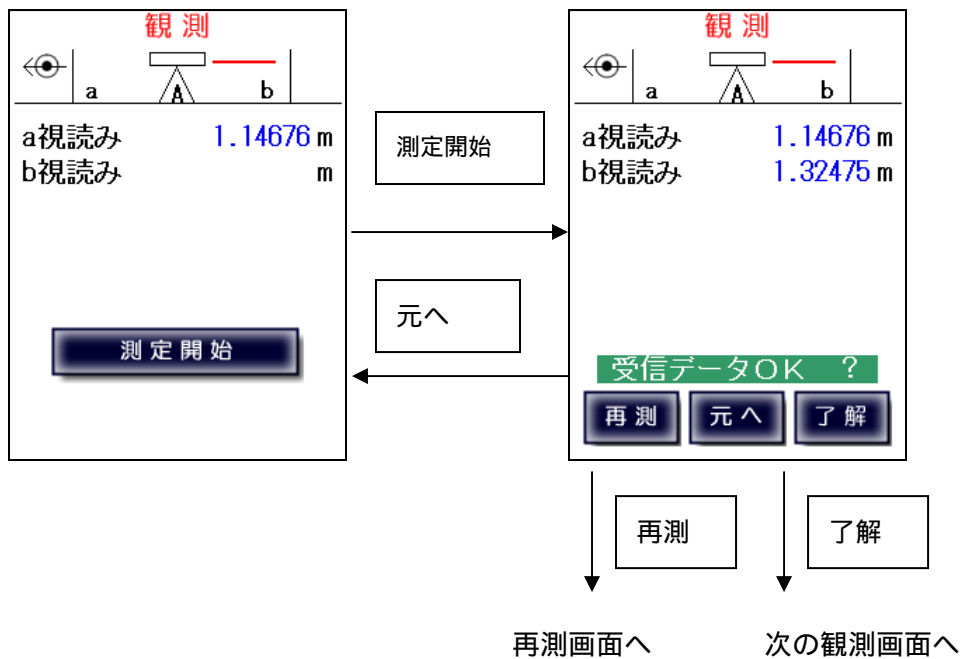 観測
a A b
a視読み 1.14676 m
b視読み m
測定開始
測定開始
元へ
観測
a A b
a視読み 1.14676 m
b視読み 1.32475 m
受信データOK ?
再測 元へ 了解
再測
了解
再測画面へ
次の観測画面へ